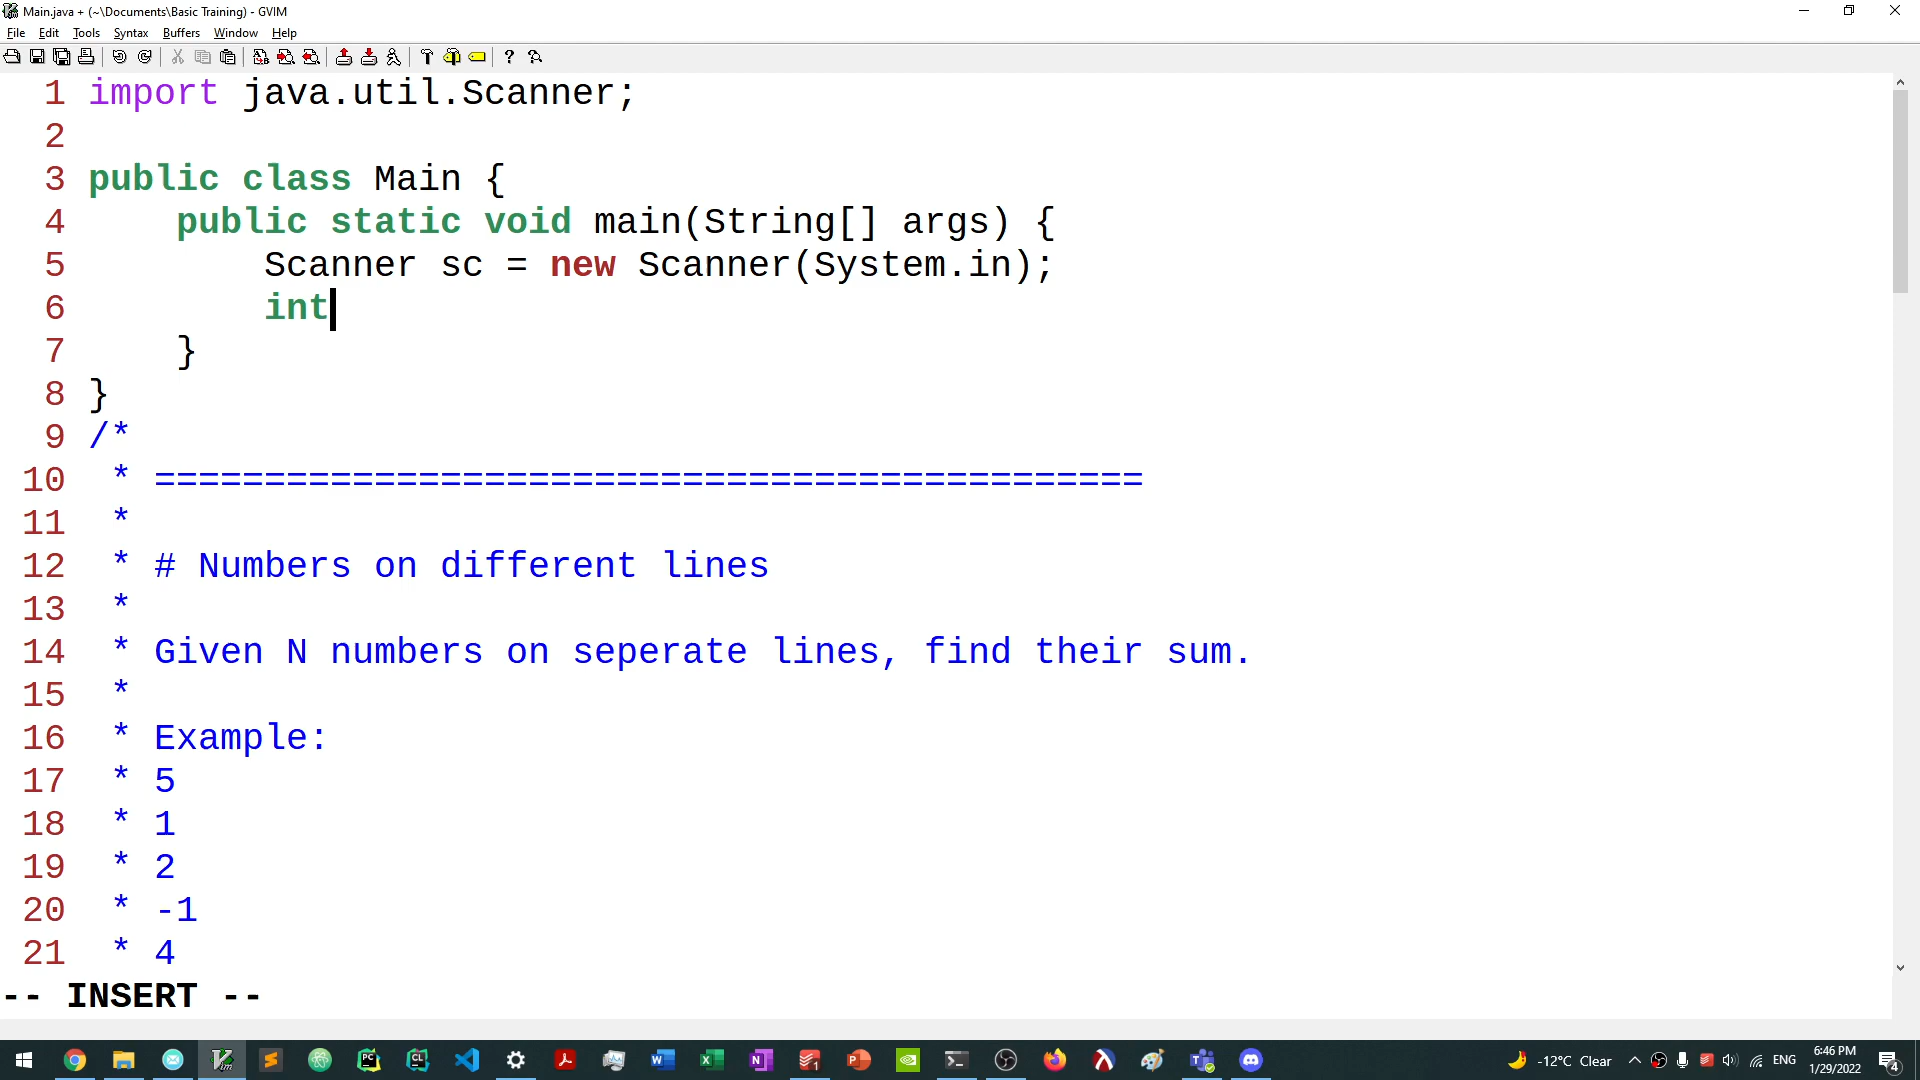 Main.java + (~\Documents\Basic Training) - GVIM
File Edit Tools Syntax Buffers Window Help
1 import java.util.Scanner;
2
3 public class Main {
4 public static void main(String[] args) {
5 Scanner sc = new Scanner(System.in);
6 int
7 }
8 }
9 /*
10 * =============================================
11 *
12 * # Numbers on different lines
13 *
14 * Given N numbers on seperate lines, find their sum.
15 *
16 * Example:
17 * 5
18 * 1
19 * 2
20 * -1
21 * 4
-- INSERT --
-12°C Clear
ENG
6:46 PM
1/29/2022
4